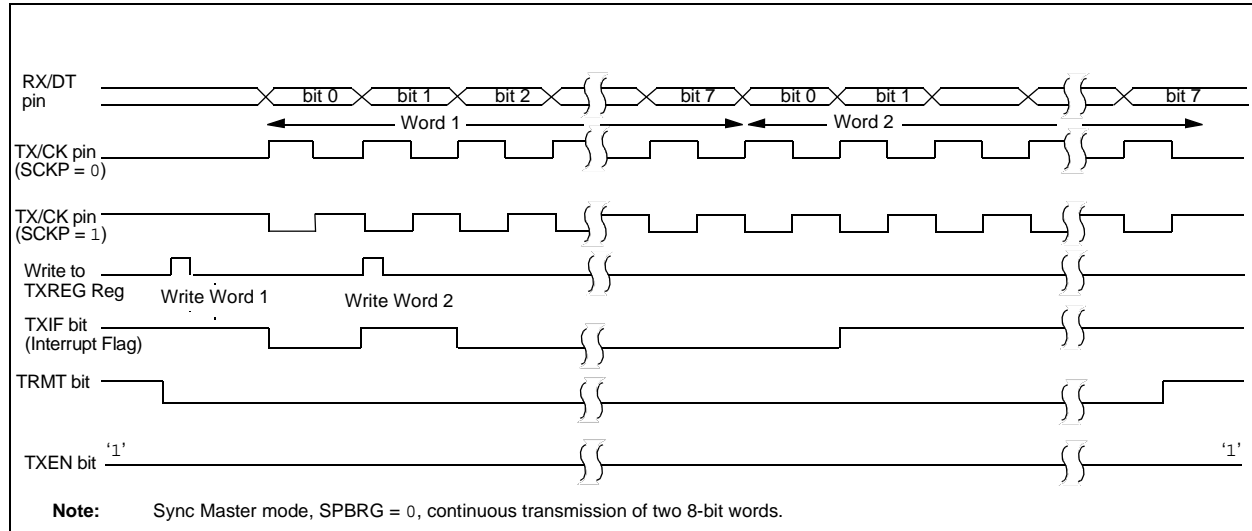 RX/DT
pin
bit 0 bit 1 bit 2 bit 7 bit 0 bit 1 bit 7
Word 1 Word 2
TX/CK pin
(SCKP = 0)
TX/CK pin
(SCKP = 1)
Write to
TXREG Reg
Write Word 1 Write Word 2
TXIF bit
(Interrupt Flag)
TRMT bit
TXEN bit ‘1’ ‘1’
Note: Sync Master mode, SPBRG = 0, continuous transmission of two 8-bit words.